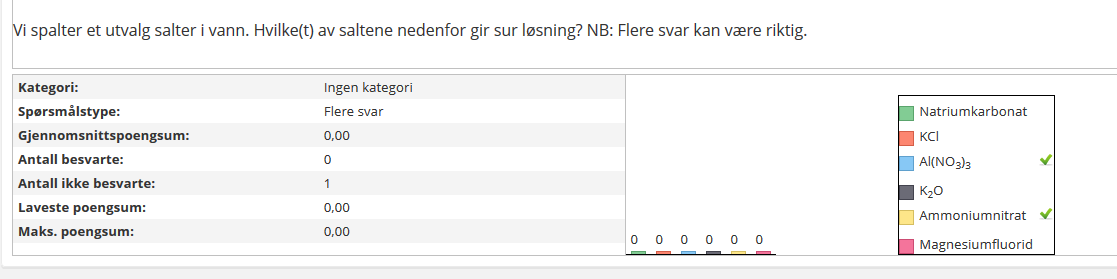 Vi spalter et utvalg salter i vann. Hvilke(t) av saltene nedenfor gir sur løsning? NB: Flere svar kan være riktig.
Kategori: Ingen kategori
Spørsmålstype: Flere svar
Gjennomsnittspoengsum: 0,00
Antall besvarte: 0
Antall ikke besvarte: 1
Laveste poengsum: 0,00
Maks. poengsum: 0,00
0 0 0 0 0 0
Natriumkarbonat
KCl
Al(NO₃)₃
K₂O
Ammoniumnitrat
Magnesiumfluorid